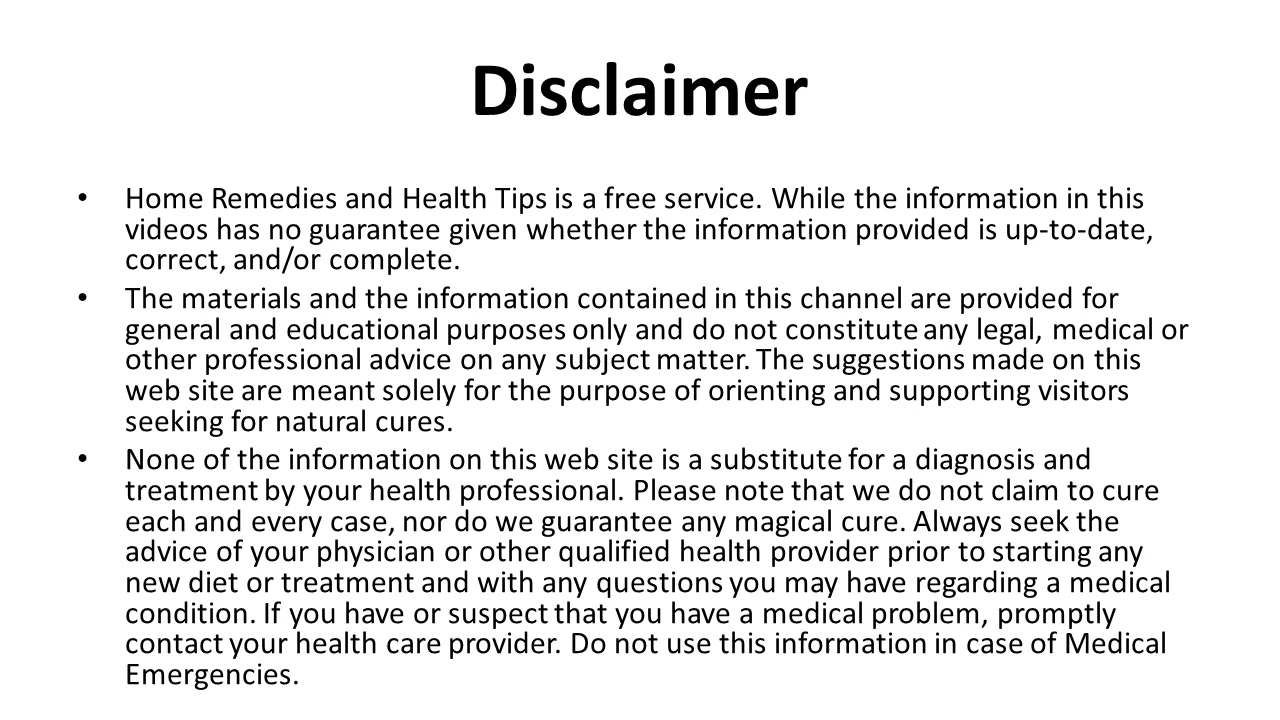 Disclaimer
• Home Remedies and Health Tips is a free service. While the information in this
videos has no guarantee given whether the information provided is up-to-date,
correct, and/or complete.
• The materials and the information contained in this channel are provided for
general and educational purposes only and do not constitute any legal, medical or
other professional advice on any subject matter. The suggestions made on this
web site are meant solely for the purpose of orienting and supporting visitors
seeking for natural cures.
• None of the information on this web site is a substitute for a diagnosis and
treatment by your health professional. Please note that we do not claim to cure
each and every case, nor do we guarantee any magical cure. Always seek the
advice of your physician or other qualified health provider prior to starting any
new diet or treatment and with any questions you may have regarding a medical
condition. If you have or suspect that you have a medical problem, promptly
contact your health care provider. Do not use this information in case of Medical
Emergencies.